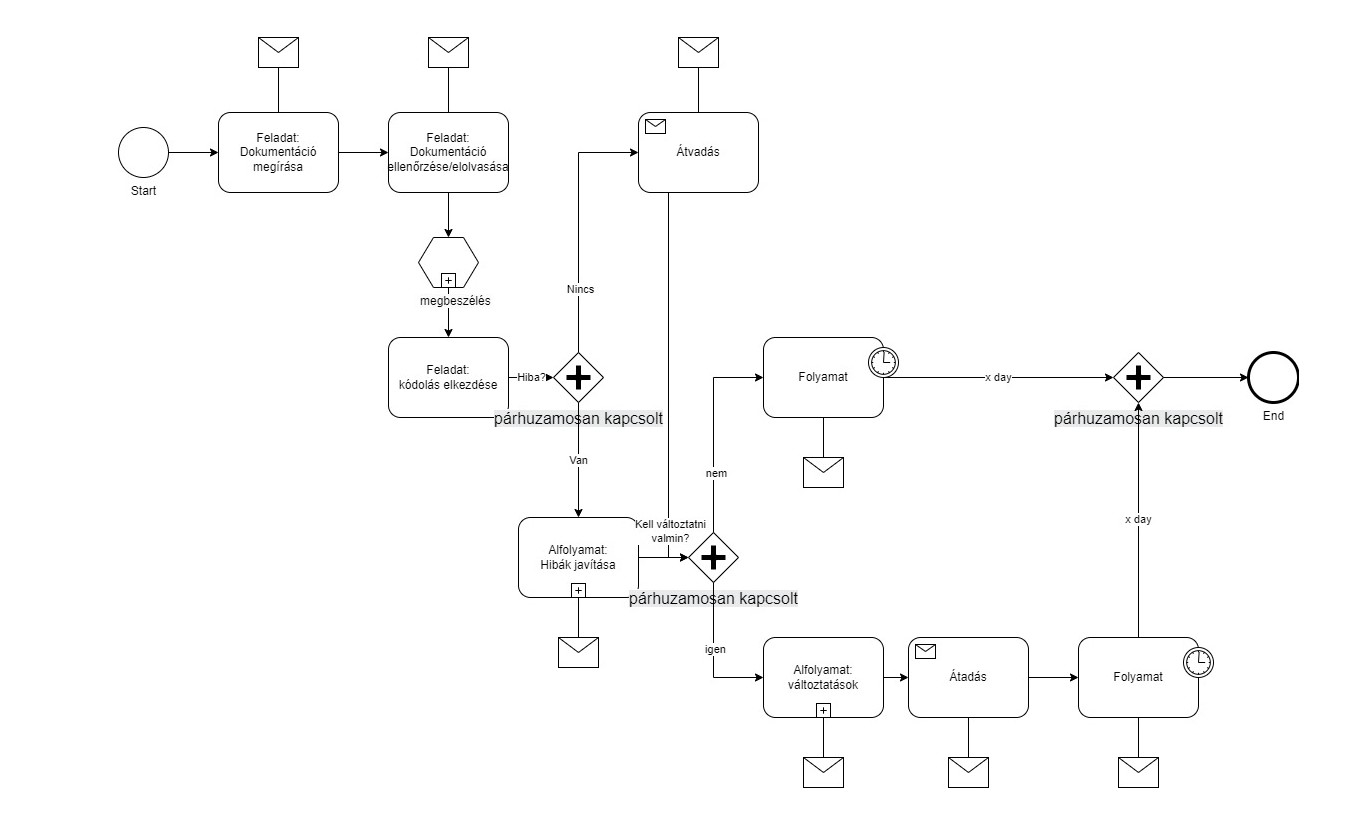 Start
Feladat:
Dokumentáció
megírása
Feladat:
Dokumentáció
ellenőrzése/elolvasása
Átvadás
megbeszélés
Feladat:
kódolás elkezdése
Hiba?
Nincs
párhuzamosan kapcsolt
Van
Alfolyamat:
Hibák javítása
Kell változtatni
valmin?
párhuzamosan kapcsolt
nem
Folyamat
x day
párhuzamosan kapcsolt
End
x day
igen
Alfolyamat:
változtatások
Átadás
Folyamat